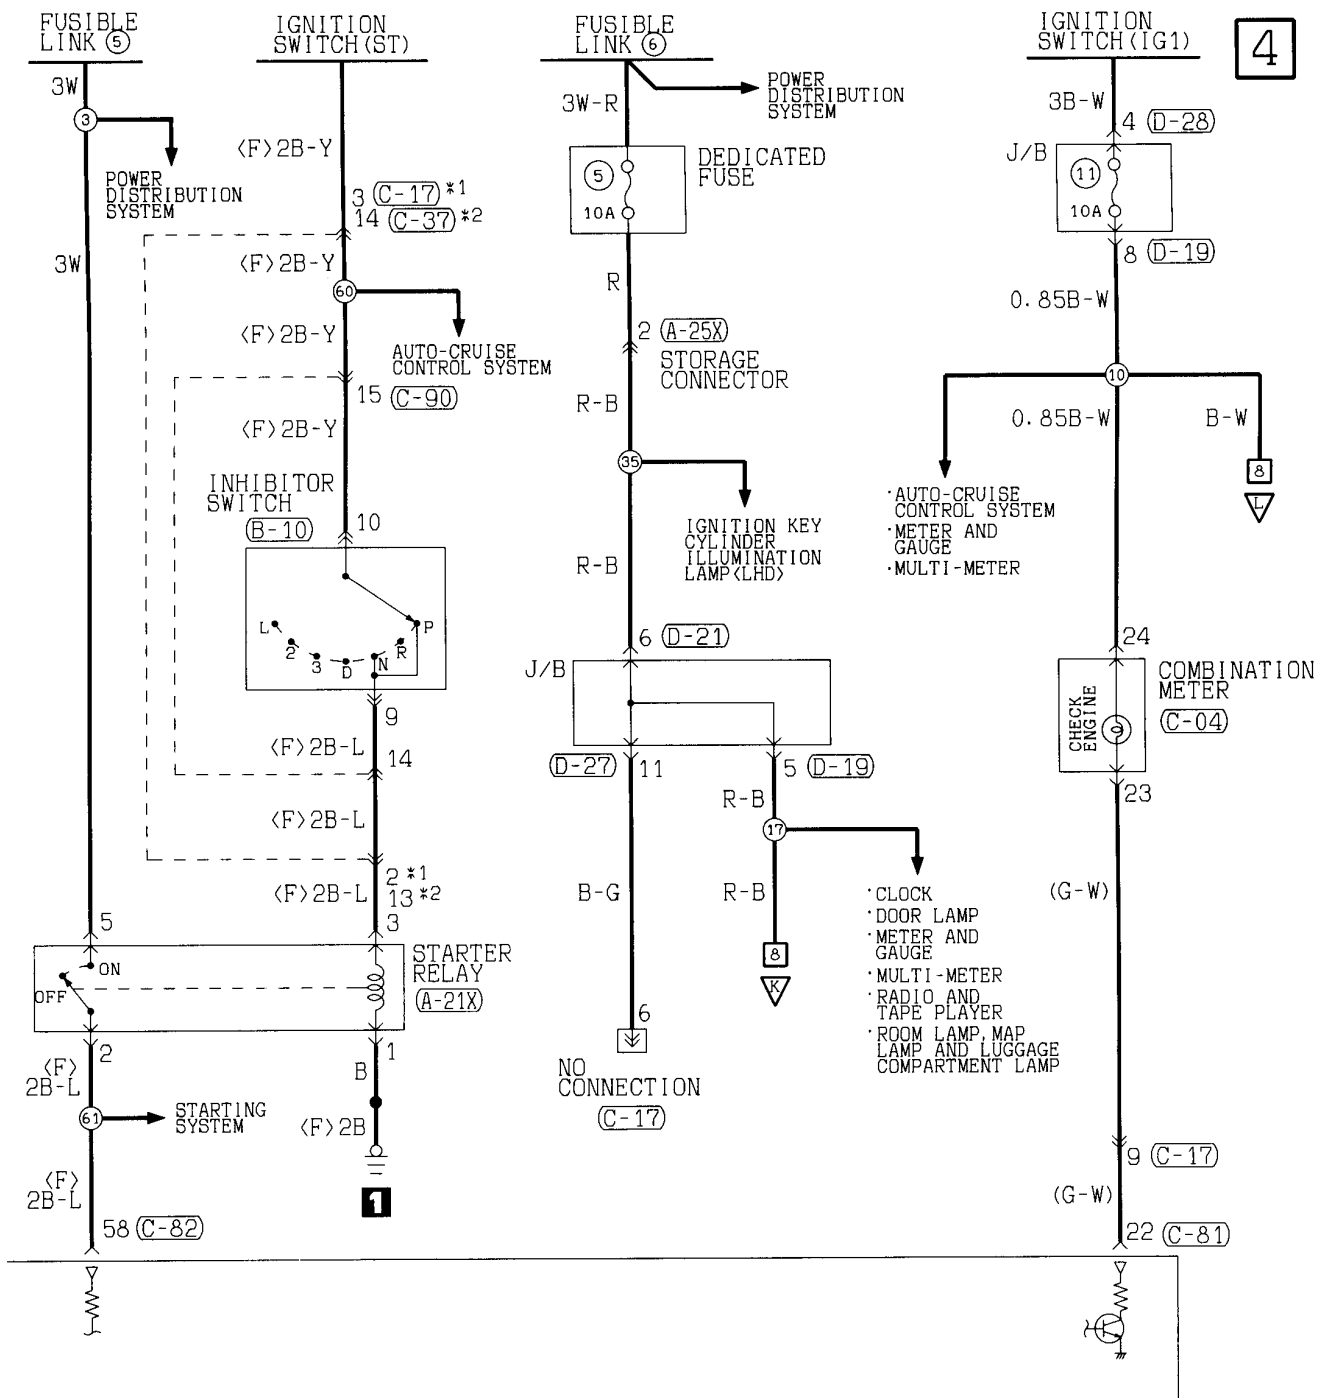 FUSIBLE
LINK ⑤
IGNITION
SWITCH(ST)
FUSIBLE
LINK ⑥
IGNITION
SWITCH(IG1)
4
3W
3
POWER
DISTRIBUTION
SYSTEM
3W
<F>2B-Y
3 (C-17) *1
14 (C-37) *2
<F>2B-Y
60
<F>2B-Y
AUTO-CRUISE
CONTROL SYSTEM
15 (C-90)
<F>2B-Y
INHIBITOR
SWITCH
(B-10)
10
L
2
3
D
N
R
P
9
<F>2B-L
14
<F>2B-L
2 *1
13 *2
<F>2B-L
3
5
ON
OFF
STARTER
RELAY
(A-21X)
2
1
<F>
2B-L
B
61
STARTING
SYSTEM
<F>2B
<F>
2B-L
1
58 (C-82)
3W-R
POWER
DISTRIBUTION
SYSTEM
DEDICATED
FUSE
5
10A
R
2 (A-25X)
STORAGE
CONNECTOR
R-B
35
IGNITION KEY
CYLINDER
ILLUMINATION
LAMP<LHD>
R-B
6 (D-21)
J/B
(D-27) 11
5 (D-19)
R-B
17
B-G
R-B
8
K
·CLOCK
·DOOR LAMP
·METER AND
GAUGE
·MULTI-METER
·RADIO AND
TAPE PLAYER
·ROOM LAMP, MAP
LAMP AND LUGGAGE
COMPARTMENT LAMP
6
NO
CONNECTION
(C-17)
3B-W
4 (D-28)
J/B
11
10A
8 (D-19)
0.85B-W
10
0.85B-W
B-W
8
L
·AUTO-CRUISE
CONTROL SYSTEM
·METER AND
GAUGE
·MULTI-METER
24
CHECK
ENGINE
COMBINATION
METER
(C-04)
23
(G-W)
9 (C-17)
(G-W)
22 (C-81)